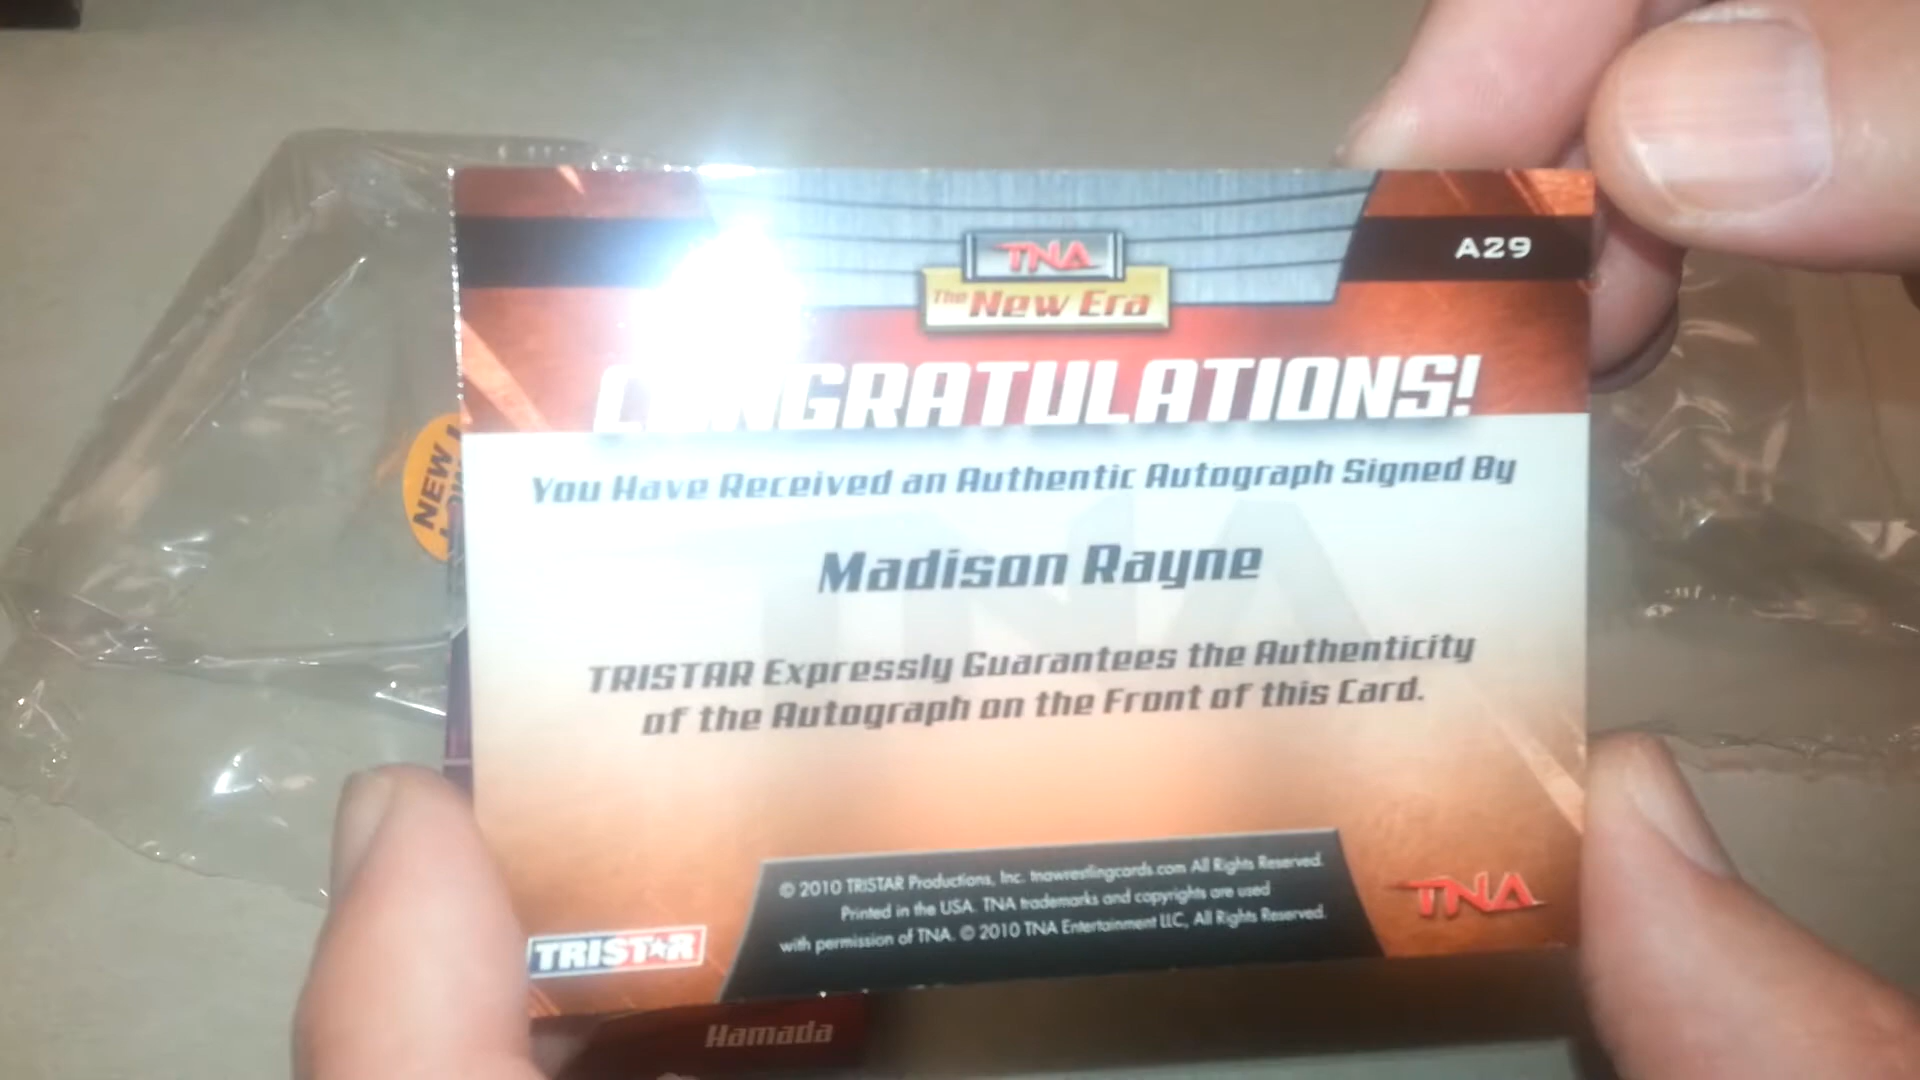 TNA
The New Era
A29
CONGRATULATIONS!
You Have Received an Authentic Autograph Signed By
Madison Rayne
TRISTAR Expressly Guarantees the Authenticity
of the Autograph on the Front of this Card.
© 2010 TRISTAR Productions, Inc. tnawrestlingcards.com All Rights Reserved.
Printed in the USA. TNA trademarks and copyrights are used
with permission of TNA. © 2010 TNA Entertainment LLC, All Rights Reserved.
TRISTAR
TNA
NEW
Hamada